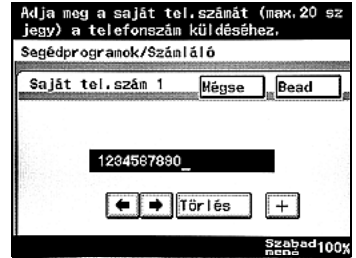 Adja meg a saját tel.számát (max.20 sz
jegy) a telefonszám küldéséhez.
Segédprogramok/Számláló
Saját tel.szám 1
Mégse
Bead
1234567890_
← → Törlés +
Szabad 100%